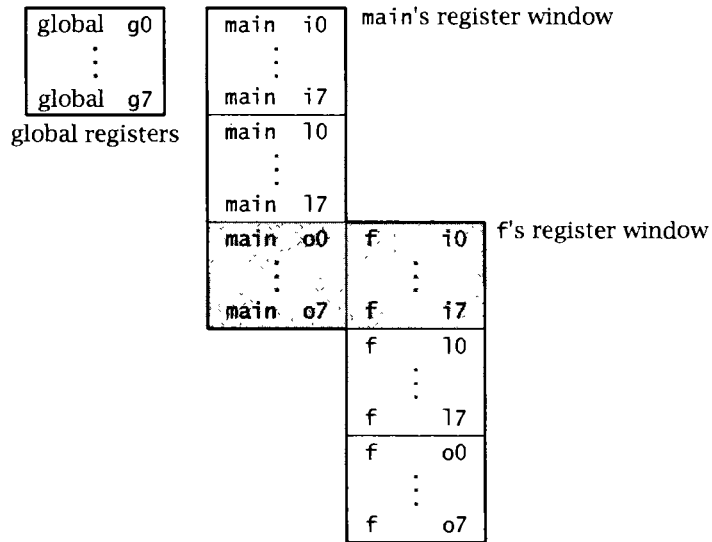 global g0
⋮
global g7
global registers
main i0
⋮
main i7
main l0
⋮
main l7
main o0
⋮
main o7
main's register window
f i0
⋮
f i7
f l0
⋮
f l7
f o0
⋮
f o7
f's register window